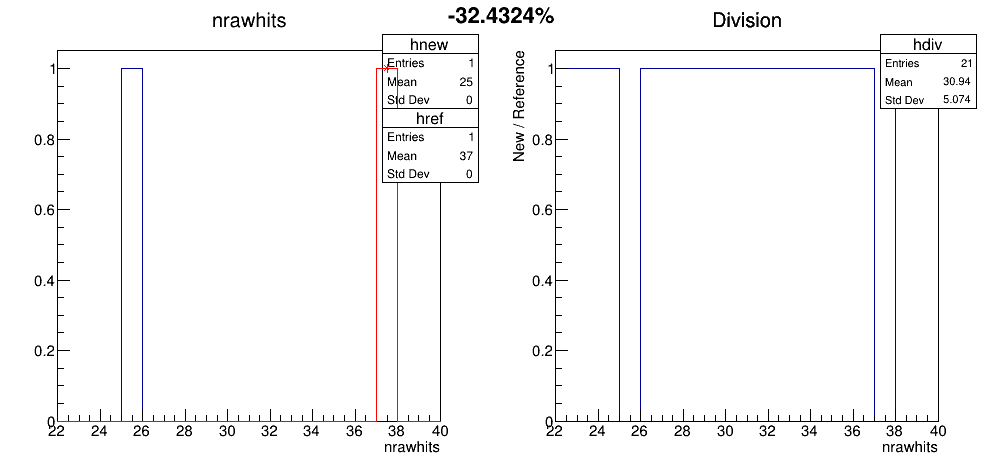 -32.4324%
nrawhits
hnew
Entries 1
Mean 25
Std Dev 0
href
Entries 1
Mean 37
Std Dev 0
1
0.8
0.6
0.4
0.2
0
22 24 26 28 30 32 34 36 38 40
nrawhits
Division
New / Reference
hdiv
Entries 21
Mean 30.94
Std Dev 5.074
1
0.8
0.6
0.4
0.2
0
22 24 26 28 30 32 34 36 38 40
nrawhits